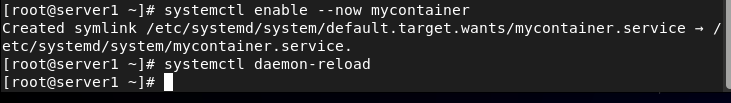 [root@server1 ~]# systemctl enable --now mycontainer
Created symlink /etc/systemd/system/default.target.wants/mycontainer.service → /
etc/systemd/system/mycontainer.service.
[root@server1 ~]# systemctl daemon-reload
[root@server1 ~]#